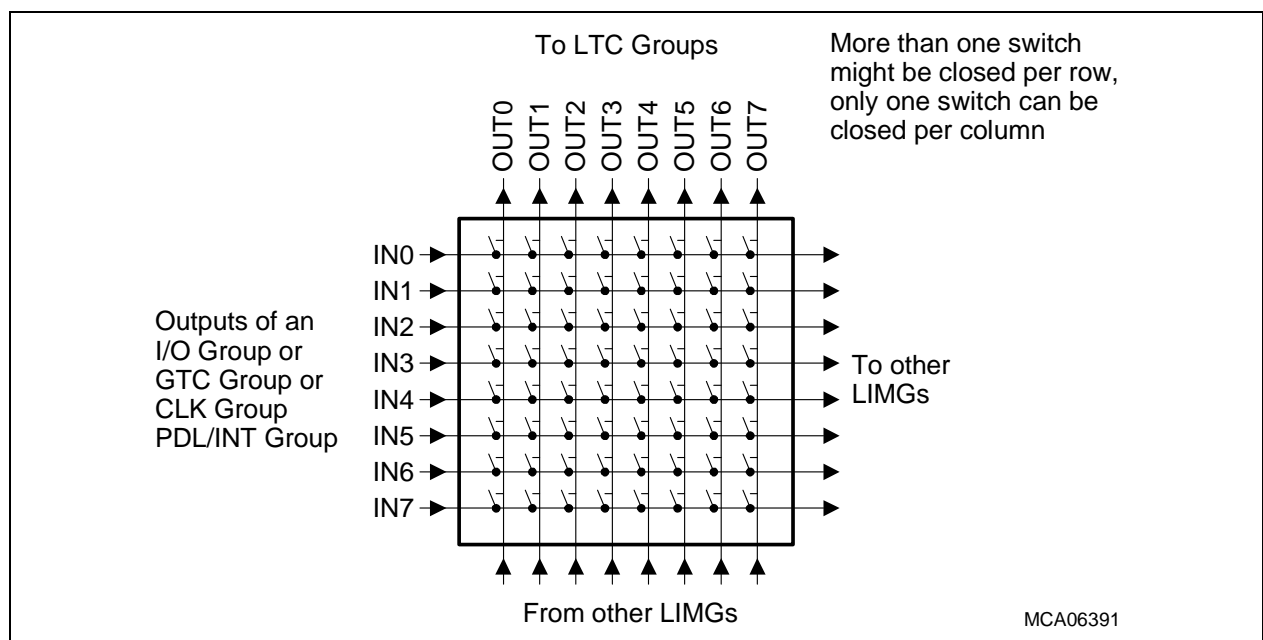 To LTC Groups
More than one switch
might be closed per row,
only one switch can be
closed per column
OUT0
OUT1
OUT2
OUT3
OUT4
OUT5
OUT6
OUT7
IN0
IN1
IN2
IN3
IN4
IN5
IN6
IN7
Outputs of an
I/O Group or
GTC Group or
CLK Group
PDL/INT Group
To other
LIMGs
From other LIMGs
MCA06391